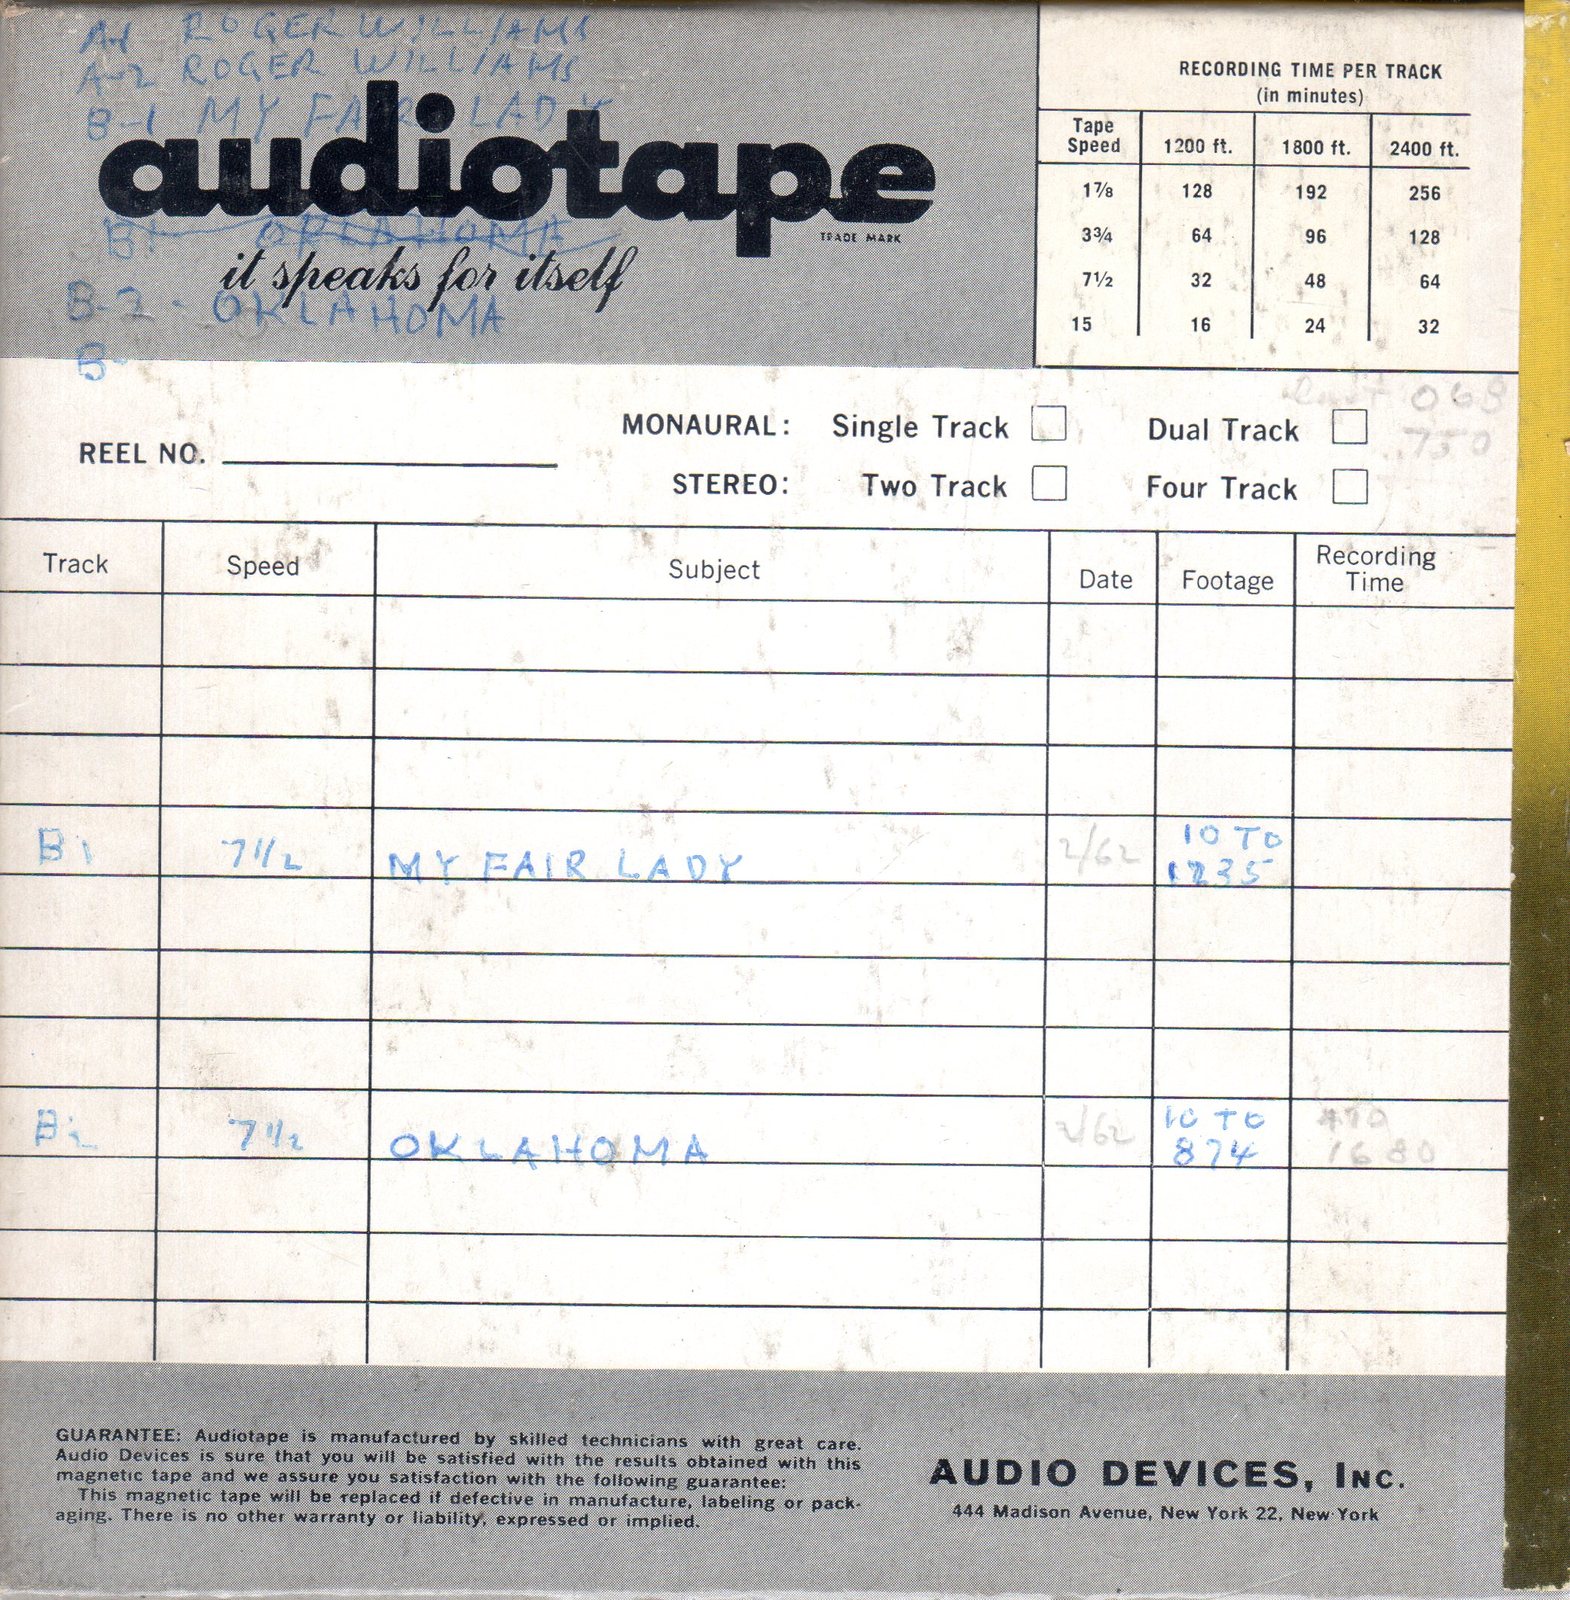 A-1 ROGER WILLIAMS
A-2 ROGER WILLIAMS
B-1 MY FAIR LADY
audiotape
TRADE MARK
B1- OKLAHOMA
it speaks for itself
B-2 - OKLAHOMA
B-
RECORDING TIME PER TRACK
(in minutes)
Tape Speed 1200 ft. 1800 ft. 2400 ft.
1⅞ 128 192 256
3¾ 64 96 128
7½ 32 48 64
15 16 24 32
068
750
REEL NO.
MONAURAL: Single Track Dual Track
STEREO: Two Track Four Track
Track Speed Subject Date Footage Recording Time
B1 7 1/2 MY FAIR LADY 2/62 10 TO 1235
B2 7 1/2 OKLAHOMA 2/62 10 TO 874 1680
GUARANTEE: Audiotape is manufactured by skilled technicians with great care.
Audio Devices is sure that you will be satisfied with the results obtained with this
magnetic tape and we assure you satisfaction with the following guarantee:
This magnetic tape will be replaced if defective in manufacture, labeling or pack-
aging. There is no other warranty or liability, expressed or implied.
AUDIO DEVICES, INC.
444 Madison Avenue, New York 22, New York